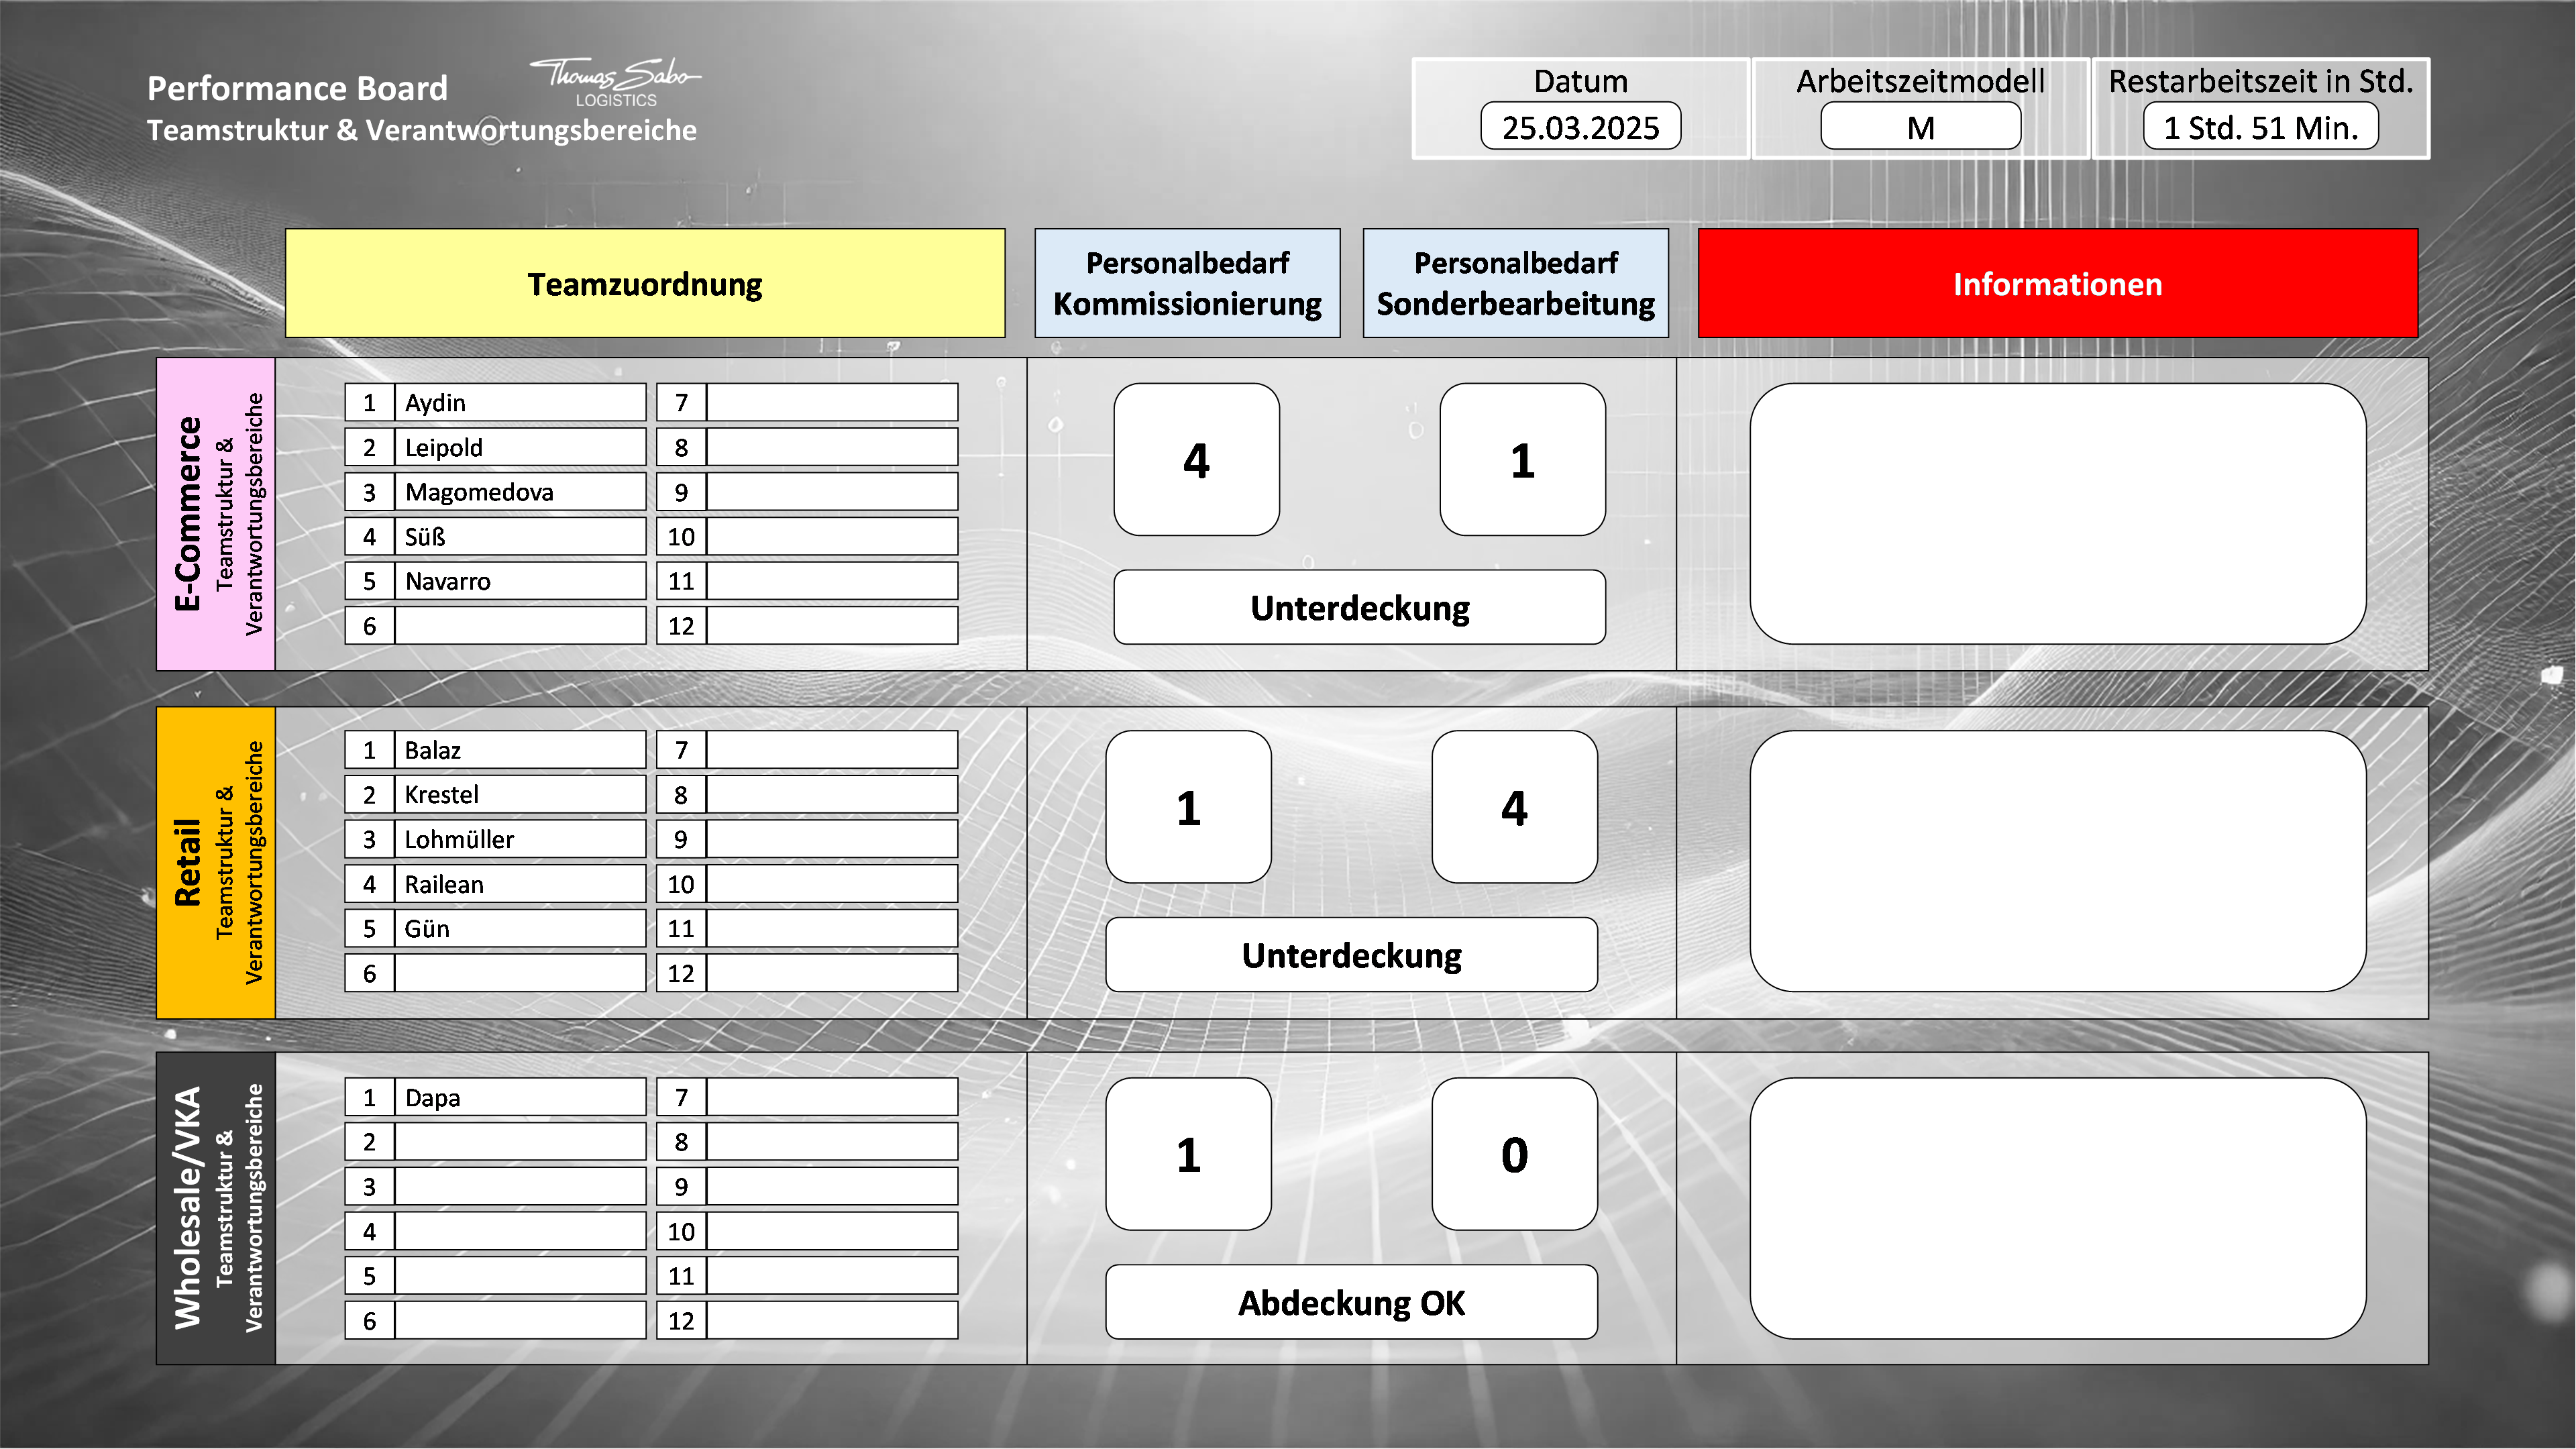 Performance Board
Thomas Sabo
LOGISTICS
Teamstruktur & Verantwortungsbereiche
Datum
25.03.2025
Arbeitszeitmodell
M
Restarbeitszeit in Std.
1 Std. 51 Min.
Teamzuordnung
Personalbedarf
Kommissionierung
Personalbedarf
Sonderbearbeitung
Informationen
E-Commerce
Teamstruktur &
Verantwortungsbereiche
1 Aydin 7
2 Leipold 8
3 Magomedova 9
4 Süß 10
5 Navarro 11
6 12
4 1
Unterdeckung
Retail
Teamstruktur &
Verantwortungsbereiche
1 Balaz 7
2 Krestel 8
3 Lohmüller 9
4 Railean 10
5 Gün 11
6 12
1 4
Unterdeckung
Wholesale/VKA
Teamstruktur &
Verantwortungsbereiche
1 Dapa 7
2 8
3 9
4 10
5 11
6 12
1 0
Abdeckung OK